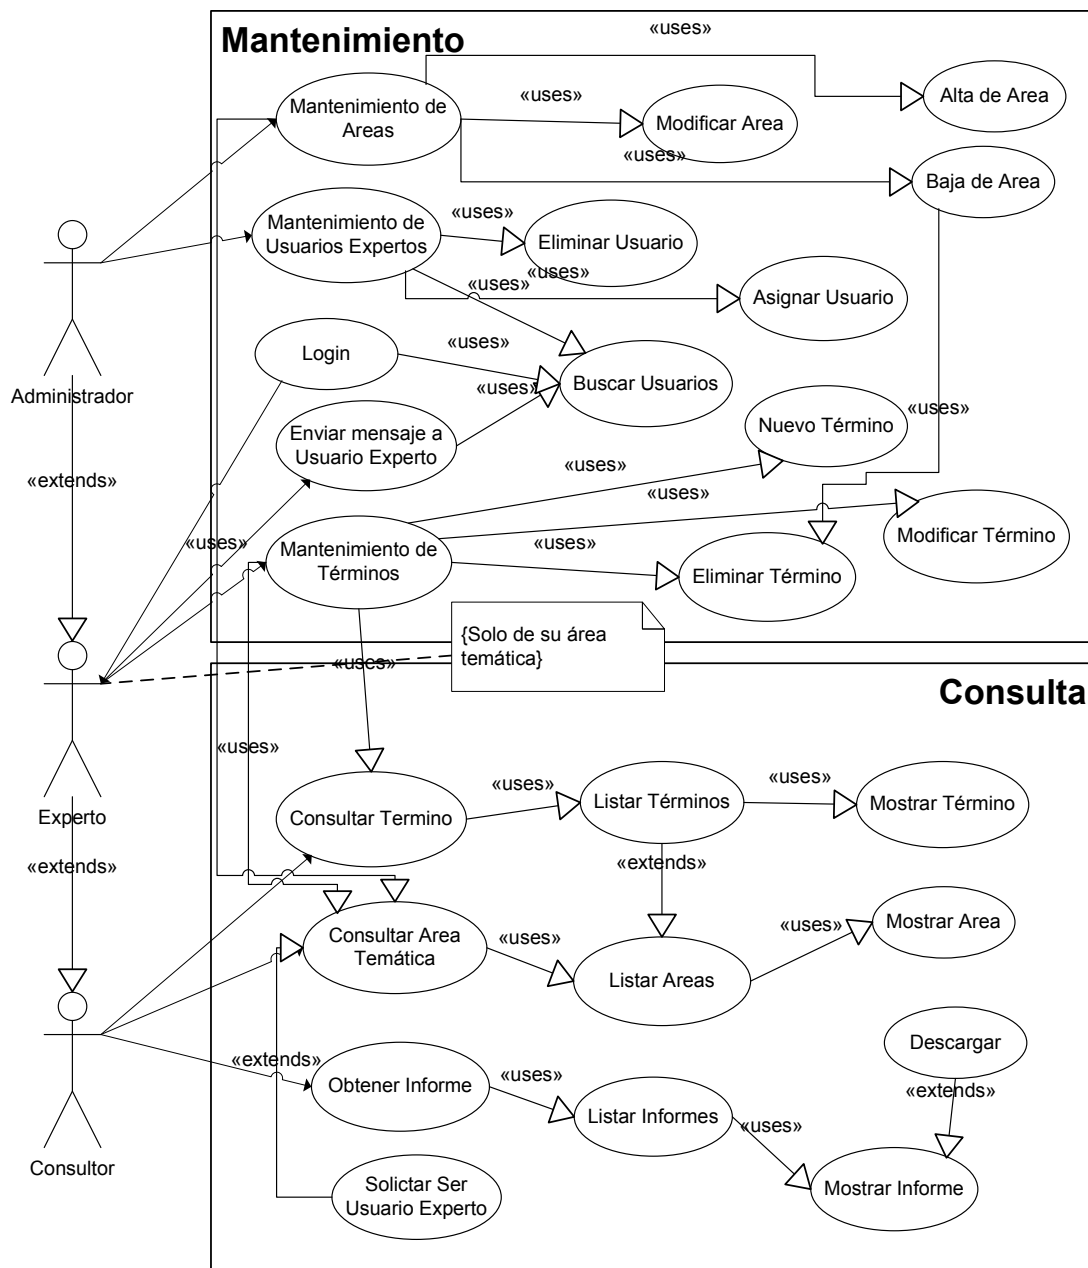 Mantenimiento
«uses»
Mantenimiento de
Areas
«uses»
Modificar Area
Alta de Area
«uses»
Baja de Area
Mantenimiento de
Usuarios Expertos
«uses»
Eliminar Usuario
«uses»
«uses»
Asignar Usuario
Login
«uses»
Buscar Usuarios
«uses»
Administrador
Enviar mensaje a
Usuario Experto
Nuevo Término
«uses»
«uses»
«uses»
«extends»
Modificar Término
«uses»
Mantenimiento de
Términos
«uses»
Eliminar Término
{Solo de su área
temática}
«uses»
Consulta
«uses»
Experto
Consultar Termino
«uses»
Listar Términos
«uses»
Mostrar Término
«extends»
«extends»
Consultar Area
Temática
«uses»
Listar Areas
«uses»
Mostrar Area
Descargar
«extends»
«extends»
Obtener Informe
«uses»
Listar Informes
«uses»
Mostrar Informe
Consultor
Solictar Ser
Usuario Experto